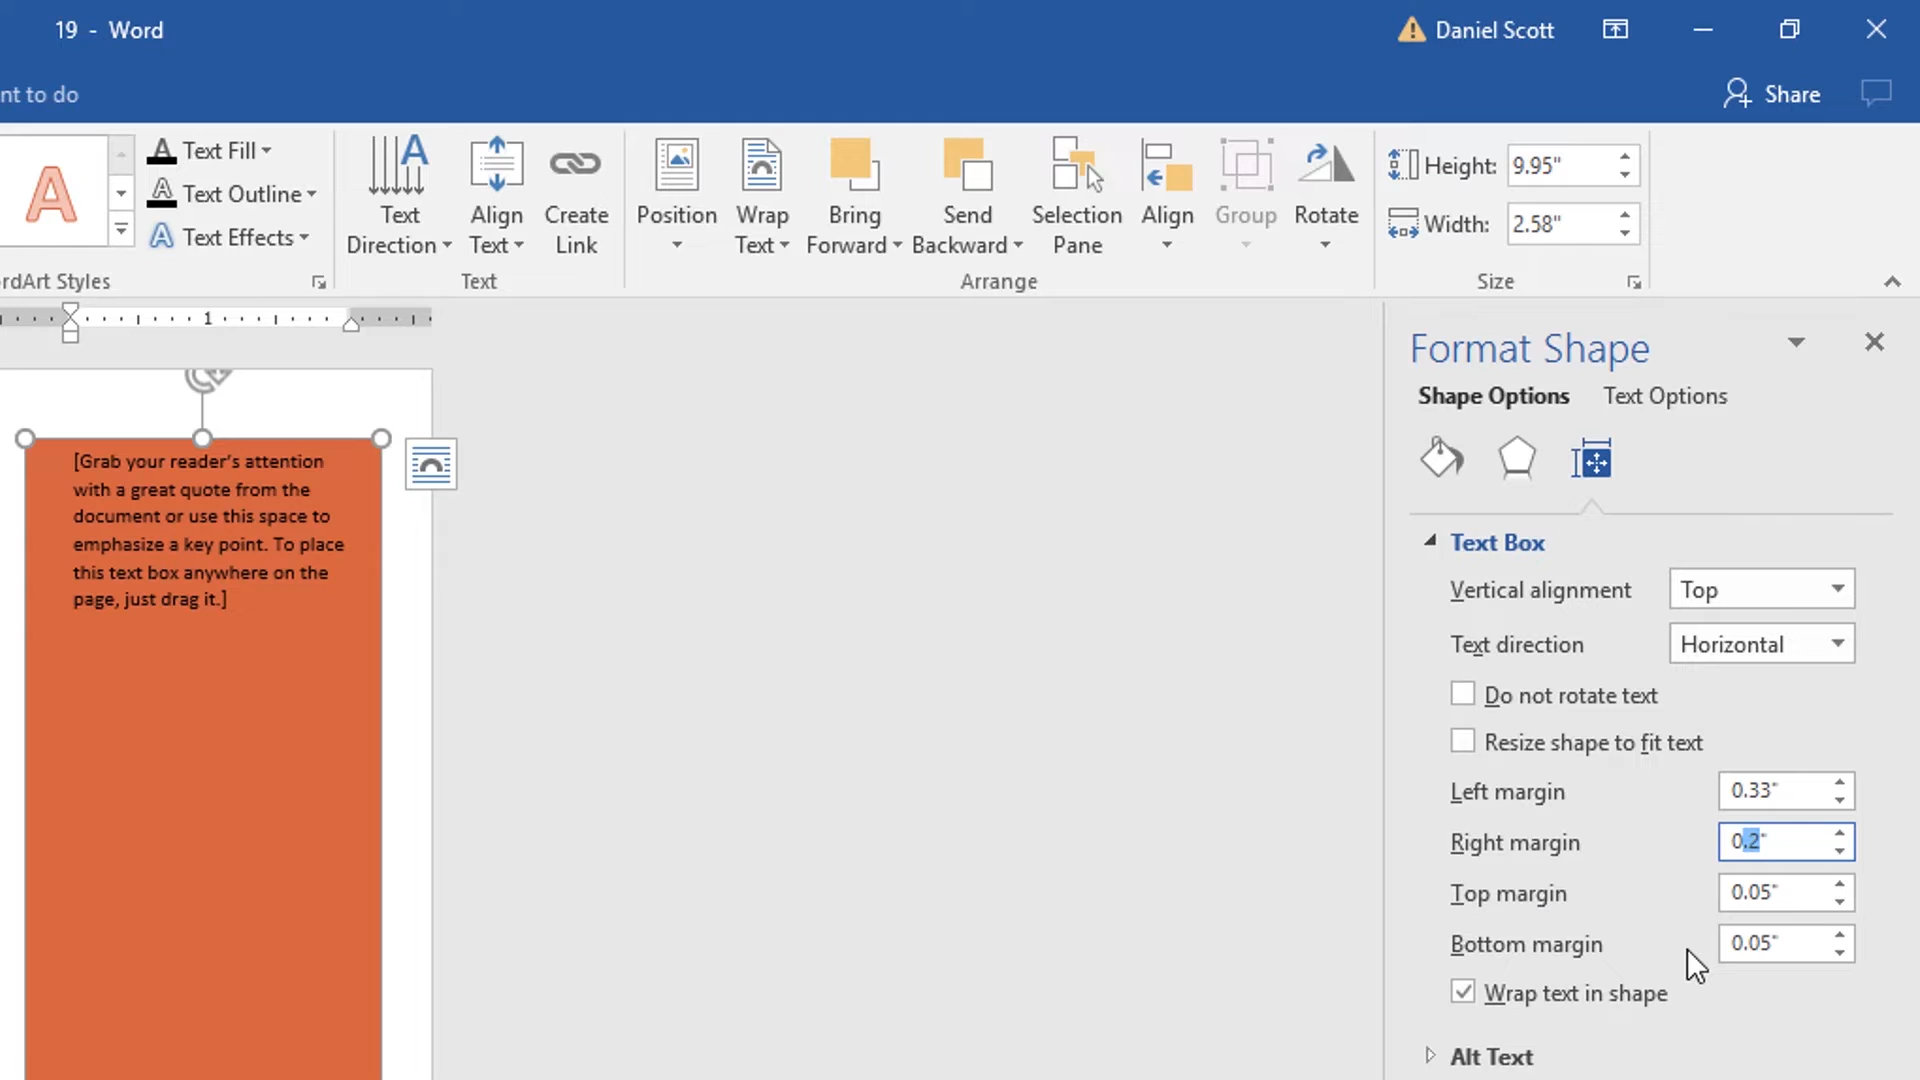 19 - Word
Daniel Scott
nt to do
Share
Text Fill
Text Outline
Text Effects
rdArt Styles
Text Direction
Align Text
Create Link
Text
Position
Wrap Text
Bring Forward
Send Backward
Selection Pane
Align
Group
Rotate
Arrange
Height: 9.95"
Width: 2.58"
Size
1
[Grab your reader's attention
with a great quote from the
document or use this space to
emphasize a key point. To place
this text box anywhere on the
page, just drag it.]
Format Shape
Shape Options Text Options
Text Box
Vertical alignment Top
Text direction Horizontal
Do not rotate text
Resize shape to fit text
Left margin 0.33"
Right margin 0.2"
Top margin 0.05"
Bottom margin 0.05"
Wrap text in shape
Alt Text